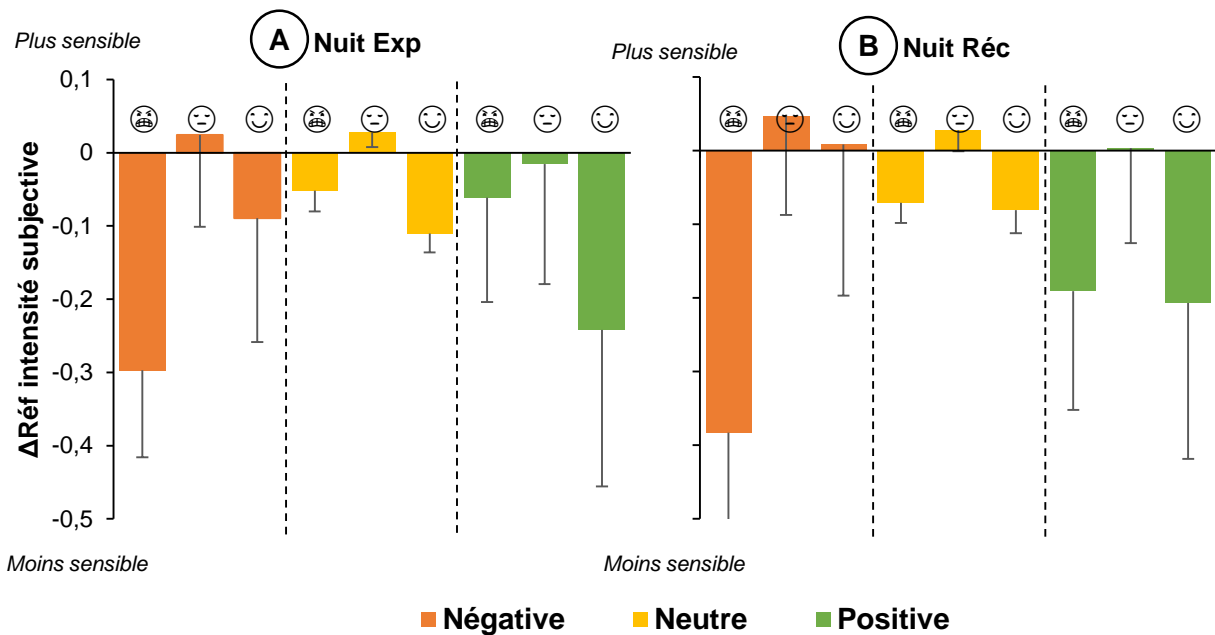 Plus sensible
A Nuit Exp
Plus sensible
B Nuit Réc
0,1
0
-0,1
-0,2
-0,3
-0,4
-0,5
ΔRéf intensité subjective
Moins sensible
Moins sensible
Négative
Neutre
Positive